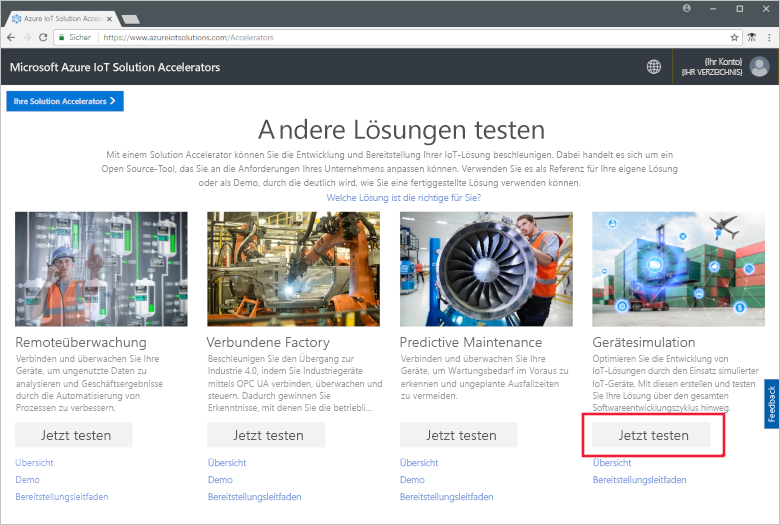 Azure IoT Solution Accele
Sicher https://www.azureiotsolutions.com/Accelerators
Microsoft Azure IoT Solution Accelerators
{Ihr Konto}
{IHR VERZEICHNIS}
Ihre Solution Accelerators
Andere Lösungen testen
Mit einem Solution Accelerator können Sie die Entwicklung und Bereitstellung Ihrer IoT-Lösung beschleunigen. Dabei handelt es sich um ein
Open Source-Tool, das Sie an die Anforderungen Ihres Unternehmens anpassen können. Verwenden Sie es als Referenz für Ihre eigene Lösung
oder als Demo, durch die deutlich wird, wie Sie eine fertiggestellte Lösung verwenden können.
Welche Lösung ist die richtige für Sie?
Remoteüberwachung
Verbinden und überwachen Sie Ihre
Geräte, um ungenutzte Daten zu
analysieren und Geschäftsergebnisse
durch die Automatisierung von
Prozessen zu verbessern.
Jetzt testen
Übersicht
Demo
Bereitstellungsleitfaden
Verbundene Factory
Beschleunigen Sie den Übergang zur
Industrie 4.0, indem Sie Industriegeräte
mittels OPC UA verbinden, überwachen und
steuern. Dadurch gewinnen Sie
Erkenntnisse, mit denen Sie die betriebli...
Jetzt testen
Übersicht
Demo
Bereitstellungsleitfaden
Predictive Maintenance
Verbinden und überwachen Sie Ihre
Geräte, um Wartungsbedarf im Voraus zu
erkennen und ungeplante Ausfallzeiten
zu vermeiden.
Jetzt testen
Übersicht
Demo
Bereitstellungsleitfaden
Gerätesimulation
Optimieren Sie die Entwicklung von
IoT-Lösungen durch den Einsatz simulierter
IoT-Geräte. Mit diesen erstellen und testen
Sie Ihre Lösung über den gesamten
Softwareentwicklungszyklus hinweg.
Jetzt testen
Übersicht
Bereitstellungsleitfaden
Feedback